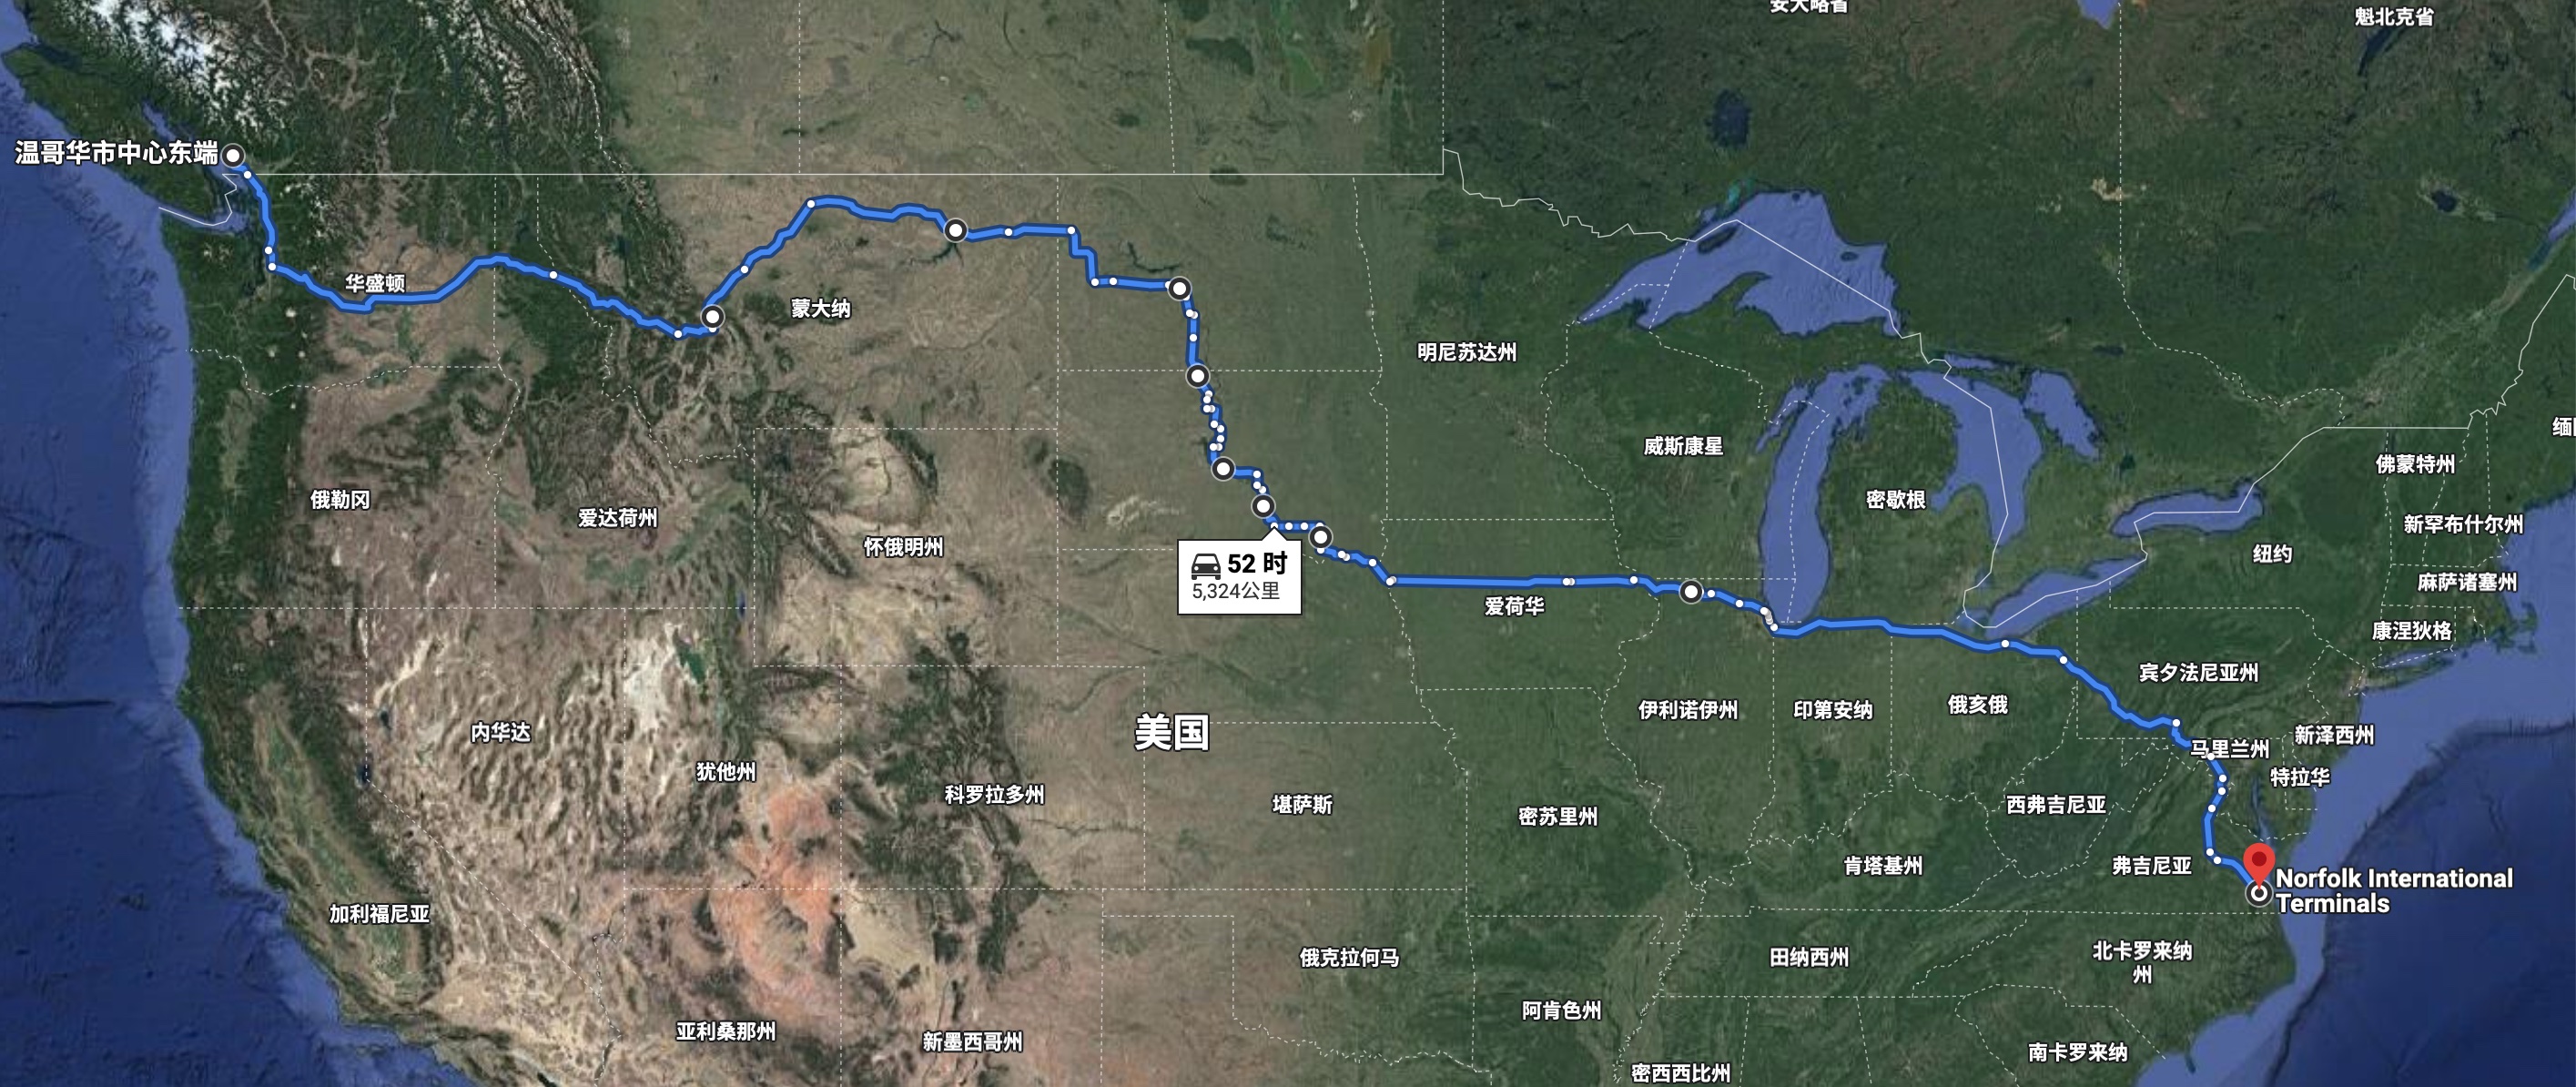 安大略省
魁北克省
温哥华市中心东端
华盛顿
蒙大纳
明尼苏达州
威斯康星
密歇根
佛蒙特州
新罕布什尔州
纽约
麻萨诸塞州
康涅狄格
俄勒冈
爱达荷州
怀俄明州
52 时
5,324公里
爱荷华
宾夕法尼亚州
伊利诺伊州
印第安纳
俄亥俄
内华达
美国
新泽西州
马里兰州
犹他州
科罗拉多州
堪萨斯
密苏里州
西弗吉尼亚
特拉华
肯塔基州
弗吉尼亚
Norfolk International
Terminals
加利福尼亚
俄克拉何马
田纳西州
北卡罗来纳
州
亚利桑那州
新墨西哥州
阿肯色州
南卡罗来纳
密西西比州